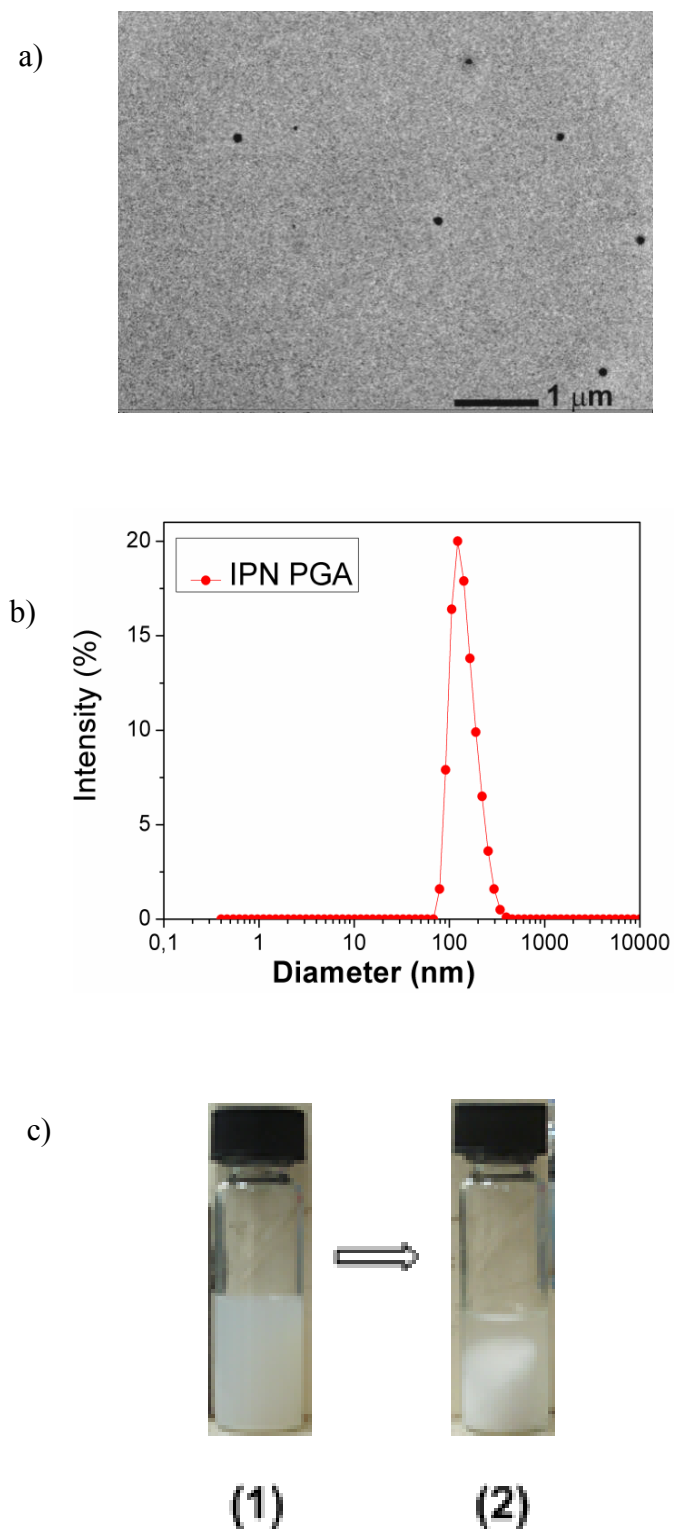 a)
1 μm
b)
20
IPN PGA
15
Intensity (%)
10
5
0
0,1 1 10 100 1000 10000
Diameter (nm)
c)
(1) (2)